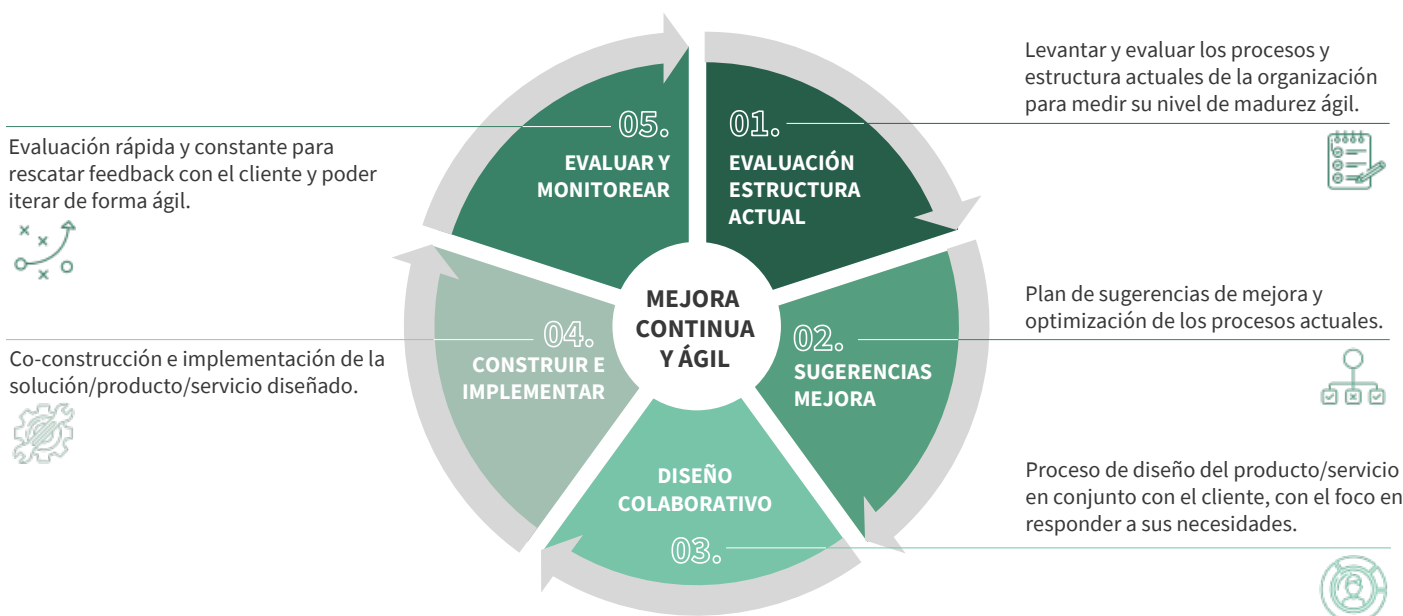 MEJORA
CONTINUA
Y ÁGIL
01.
EVALUACIÓN
ESTRUCTURA
ACTUAL
Levantar y evaluar los procesos y
estructura actuales de la organización
para medir su nivel de madurez ágil.
02.
SUGERENCIAS
MEJORA
Plan de sugerencias de mejora y
optimización de los procesos actuales.
DISEÑO
COLABORATIVO
03.
Proceso de diseño del producto/servicio
en conjunto con el cliente, con el foco en
responder a sus necesidades.
04.
CONSTRUIR E
IMPLEMENTAR
Co-construcción e implementación de la
solución/producto/servicio diseñado.
05.
EVALUAR Y
MONITOREAR
Evaluación rápida y constante para
rescatar feedback con el cliente y poder
iterar de forma ágil.